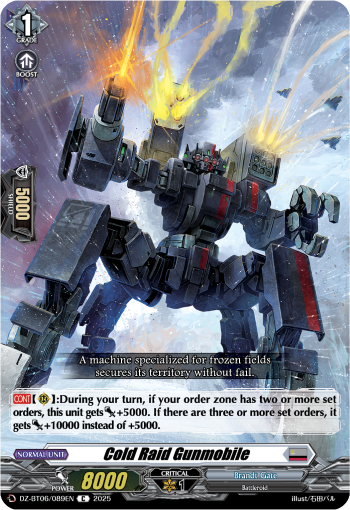 1
GRADE
BOOST
5000
SHIELD
A machine specialized for frozen fields
secures its territory without fail.
CONT【 】:During your turn, if your order zone has two or more set
orders, this unit gets +5000. If there are three or more set orders, it
gets +10000 instead of +5000.
NORMAL UNIT
Cold Raid Gunmobile
POWER 8000
CRITICAL
1
Brandt Gate
Battleroid
D-BT06/089EN C 2025
illust/石田バル